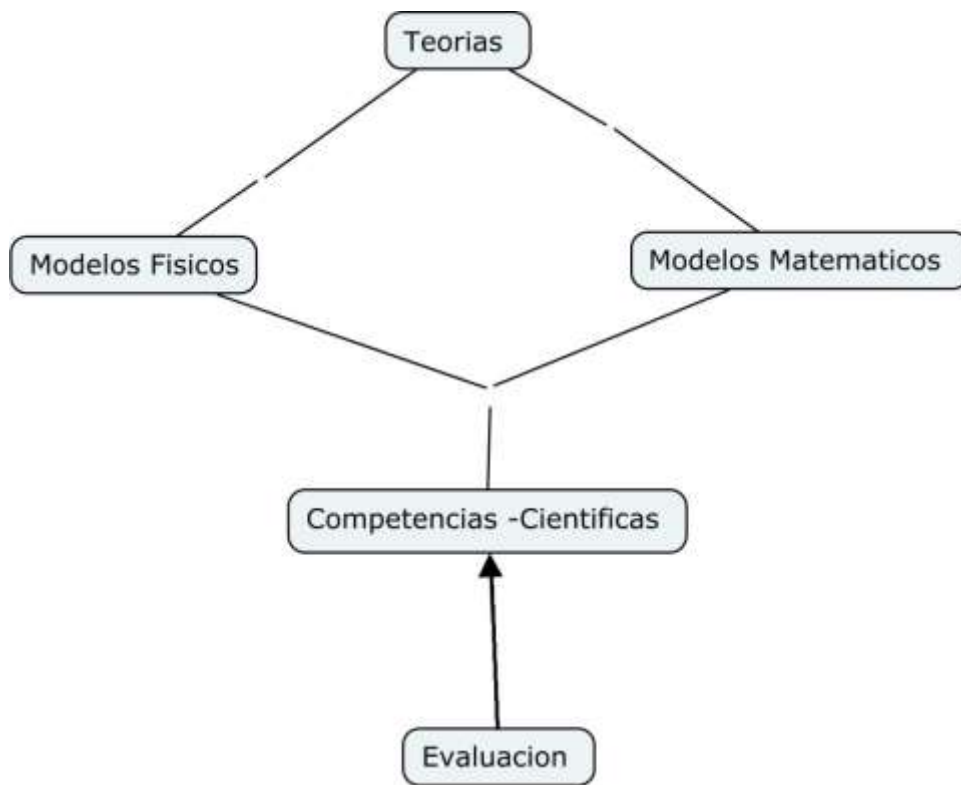 Teorias
Modelos Fisicos
Modelos Matematicos
Competencias -Cientificas
Evaluacion